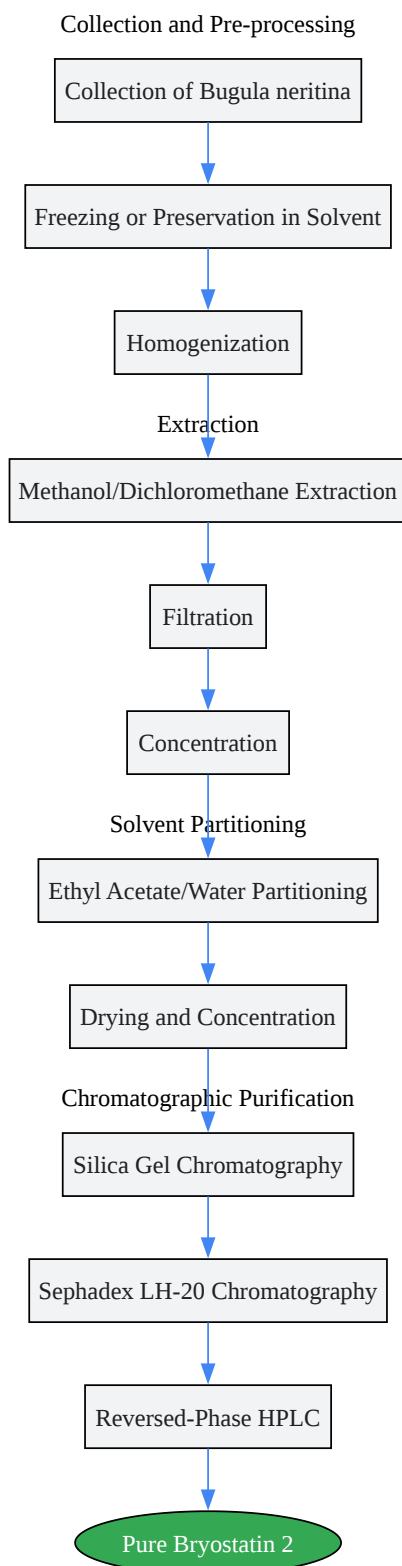 Collection and Pre-processing
Collection of Bugula neritina
Freezing or Preservation in Solvent
Homogenization
Extraction
Methanol/Dichloromethane Extraction
Filtration
Concentration
Solvent Partitioning
Ethyl Acetate/Water Partitioning
Drying and Concentration
Chromatographic Purification
Silica Gel Chromatography
Sephadex LH-20 Chromatography
Reversed-Phase HPLC
Pure Bryostatin 2